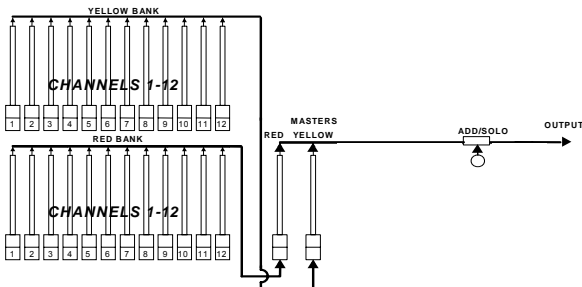 YELLOW BANK
CHANNELS 1-12
1 2 3 4 5 6 7 8 9 10 11 12
RED BANK
MASTERS
RED YELLOW
ADD/SOLO
OUTPUT
CHANNELS 1-12
1 2 3 4 5 6 7 8 9 10 11 12